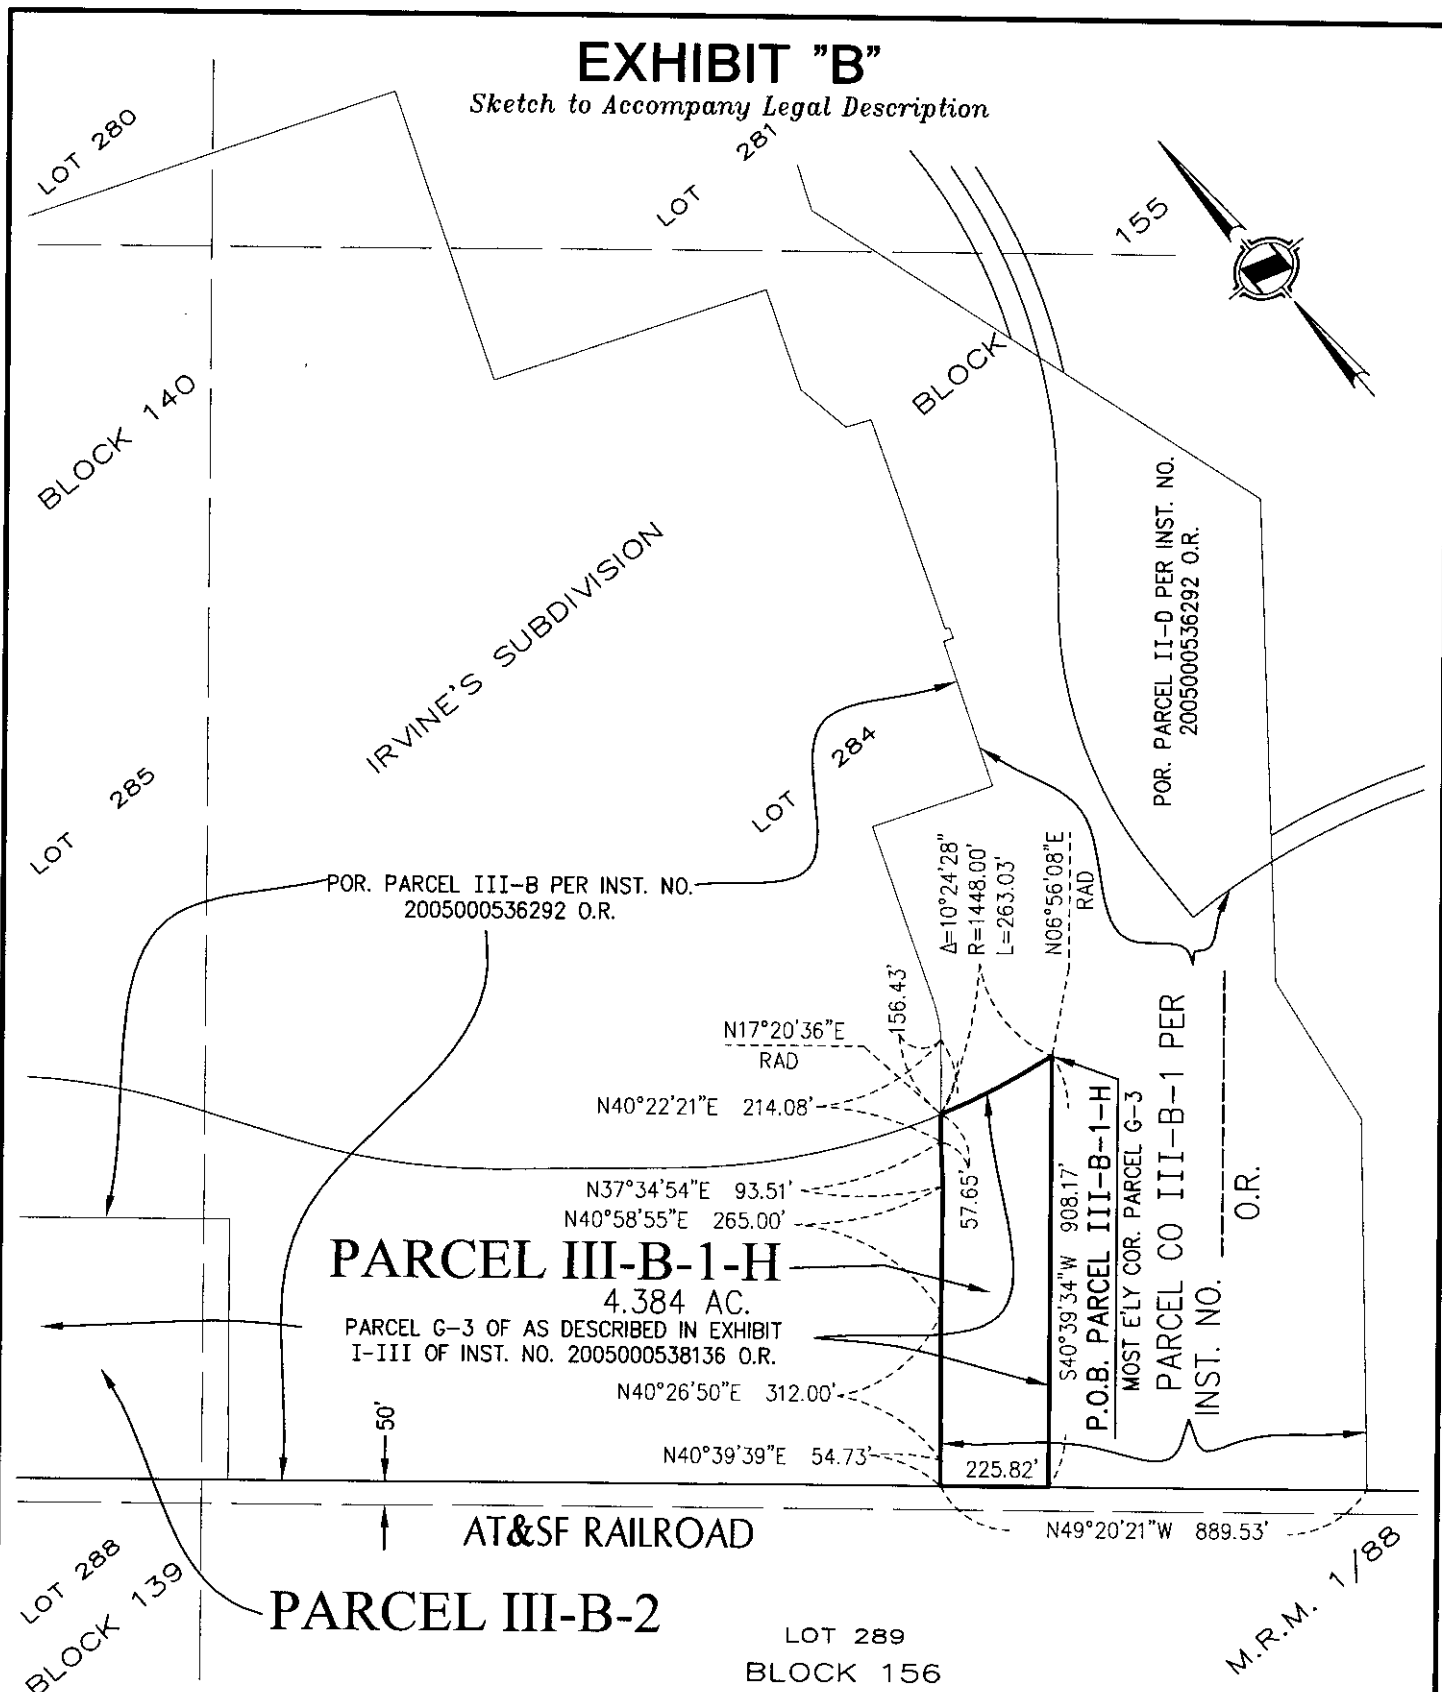 EXHIBIT "B"
Sketch to Accompany Legal Description
LOT 280
LOT 281
155
BLOCK
BLOCK 140
IRVINE'S SUBDIVISION
POR. PARCEL II-D PER INST. NO.
2005000536292 O.R.
LOT 285
LOT 284
POR. PARCEL III-B PER INST. NO.
2005000536292 O.R.
Δ=10°24'28"
R=1448.00'
L=263.03'
N06°56'08"E
RAD
156.43'
N17°20'36"E
RAD
N40°22'21"E 214.08'
57.65'
N37°34'54"E 93.51'
N40°58'55"E 265.00'
PARCEL III-B-1-H
4.384 AC.
PARCEL G-3 OF AS DESCRIBED IN EXHIBIT
I-III OF INST. NO. 2005000538136 O.R.
S40°39'34"W 908.17'
P.O.B. PARCEL III-B-1-H
MOST E'LY COR. PARCEL G-3
PARCEL CO III-B-1 PER
INST. NO.
O.R.
N40°26'50"E 312.00'
50'
N40°39'39"E 54.73'
225.82'
AT&SF RAILROAD
N49°20'21"W 889.53'
LOT 288
BLOCK 139
PARCEL III-B-2
LOT 289
BLOCK 156
M.R.M. 1/88